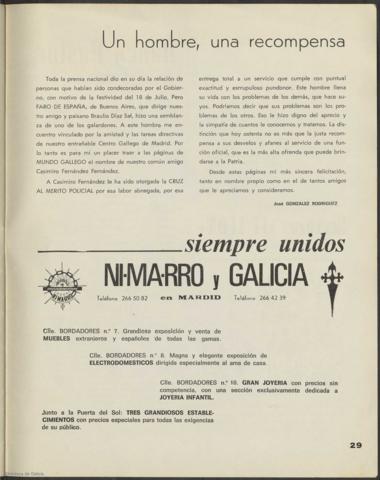 Un hombre, una recompensa
Toda la prensa nacional dio en su día la relación de
personas que habían sido condecoradas por el Gobier-
no, con motivo de la festividad del 18 de Julio. Pero
FARO DE ESPAÑA, de Buenos Aires, que dirige nues-
tro amigo y paisano Braulio Díaz Sal, hizo una semblan-
za de uno de los galardones. A este hombre me en-
cuentro vinculado por la amistad y las tareas directivas
de nuestro entrañable Centro Gallego de Madrid. Por
lo tanto es para mí un placer traer a las páginas de
MUNDO GALLEGO el nombre de nuestro común amigo
Casimiro Fernández Fernández.
A Casimiro Fernández le ha sido otorgada la CRUZ
AL MERITO POLICIAL por esa labor abnegada, por esa
entrega total a un servicio que cumple con puntual
exactitud y escrupuloso pundonor. Este hombre llena
su vida con los problemas de los demás, que hace su-
yos. Podríamos decir que sus problemas son los pro-
blemas de los otros. Eso le hizo digno del aprecio y
la simpatía de cuantos le conocemos y tratamos. La dis-
tinción que hoy ostenta no es más que la justa recom-
pensa a sus desvelos y afanes al servicio de una fun-
ción oficial, que es la más alta ofrenda que puede brin-
darse a la Patria.
Desde estas páginas mi más sincera felicitación,
tanto en nombre propio como en el de tantos amigos
que le apreciamos y consideramos.
José GONZALEZ RODRIGUEZ
siempre unidos
NI-MA-RRO y GALICIA
Teléfono 266 50 82 en MARDID Teléfono 266 42 39
NIMARRO
Clle. BORDADORES n.º 7. Grandiosa exposición y venta de
MUEBLES extranjeros y españoles de todas las gamas.
Clle. BORDADORES n.º 8. Magna y elegante exposición de
ELECTRODOMESTICOS dirigida especialmente al ama de casa.
Clle. BORDADORES n.º 10. GRAN JOYERIA con precios sin
competencia, con una sección exclusivamente dedicada a
JOYERIA INFANTIL.
Junto a la Puerta del Sol: TRES GRANDIOSOS ESTABLE-
CIMIENTOS con precios especiales para todas las exigencias
de su público.
29
Biblioteca de Galicia